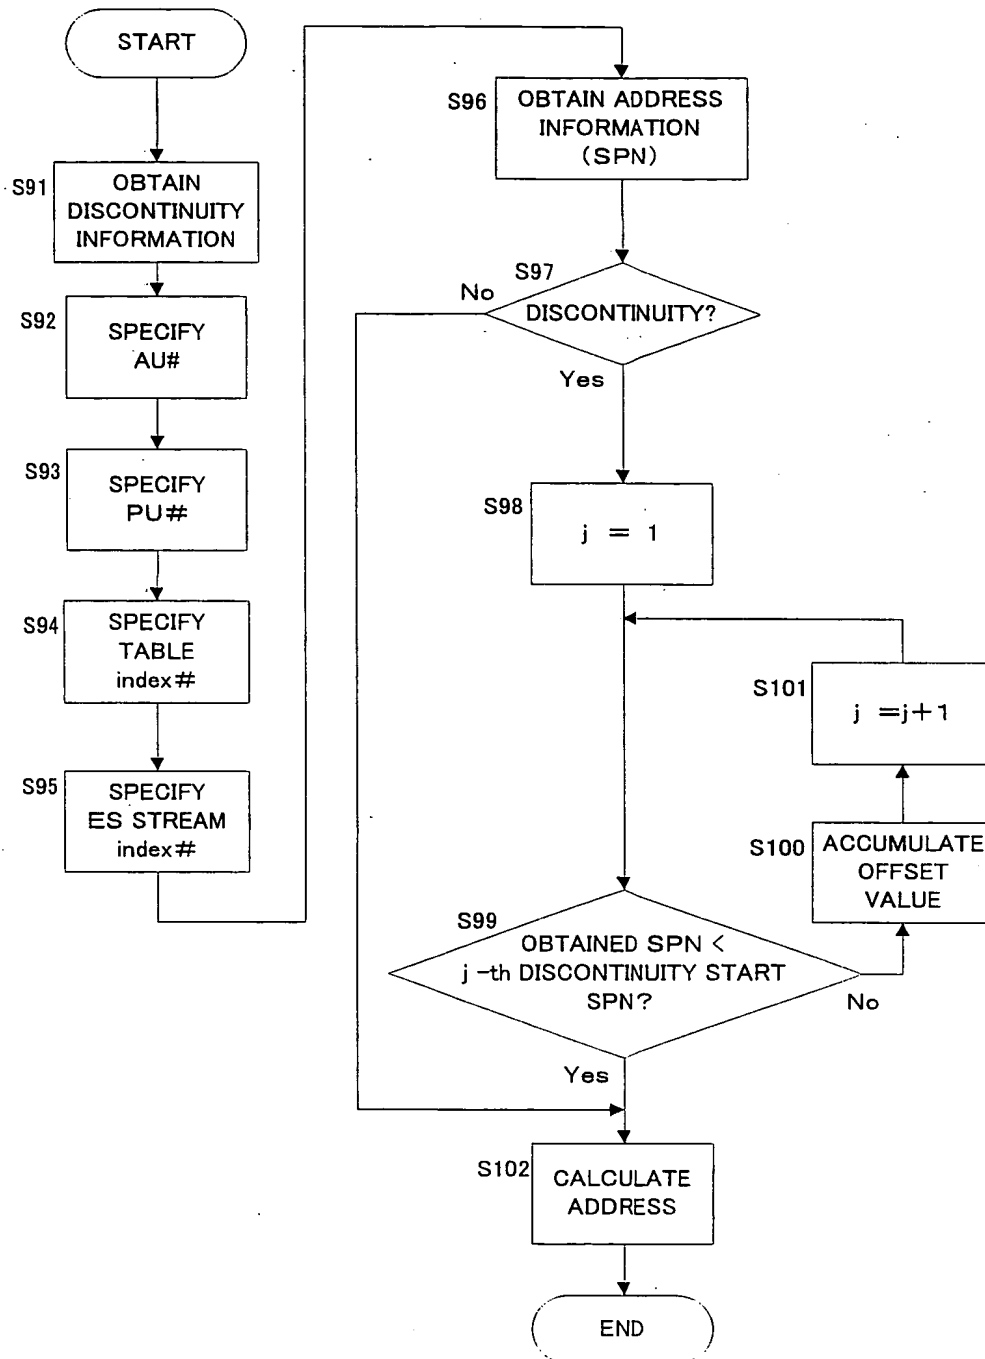 START
S91
OBTAIN
DISCONTINUITY
INFORMATION
S92
SPECIFY
AU#
S93
SPECIFY
PU#
S94
SPECIFY
TABLE
index#
S95
SPECIFY
ES STREAM
index#
S96
OBTAIN ADDRESS
INFORMATION
(SPN)
S97
DISCONTINUITY?
No
Yes
S98
j = 1
S99
OBTAINED SPN <
j-th DISCONTINUITY START
SPN?
No
Yes
S100
ACCUMULATE
OFFSET
VALUE
S101
j =j+1
S102
CALCULATE
ADDRESS
END